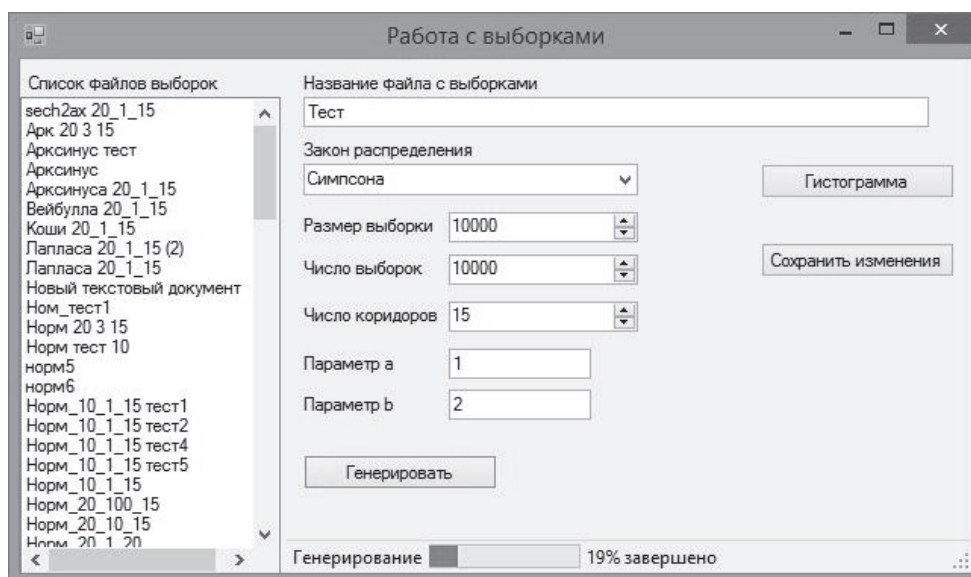 Работа с выборками
Список файлов выборок
sech2ax 20_1_15
Арк 20 3 15
Арксинус тест
Арксинус
Арксинуса 20_1_15
Вейбулла 20_1_15
Коши 20_1_15
Лапласа 20_1_15 (2)
Лапласа 20_1_15
Новый текстовый документ
Ном_тест1
Норм 20 3 15
Норм тест 10
норм5
норм6
Норм_10_1_15 тест1
Норм_10_1_15 тест2
Норм_10_1_15 тест4
Норм_10_1_15 тест5
Норм_10_1_15
Норм_20_100_15
Норм_20_10_15
Норм_20_1_20
Название файла с выборками
Тест
Закон распределения
Симпсона
Гистограмма
Размер выборки 10000
Число выборок 10000
Сохранить изменения
Число коридоров 15
Параметр a 1
Параметр b 2
Генерировать
Генерирование 19% завершено